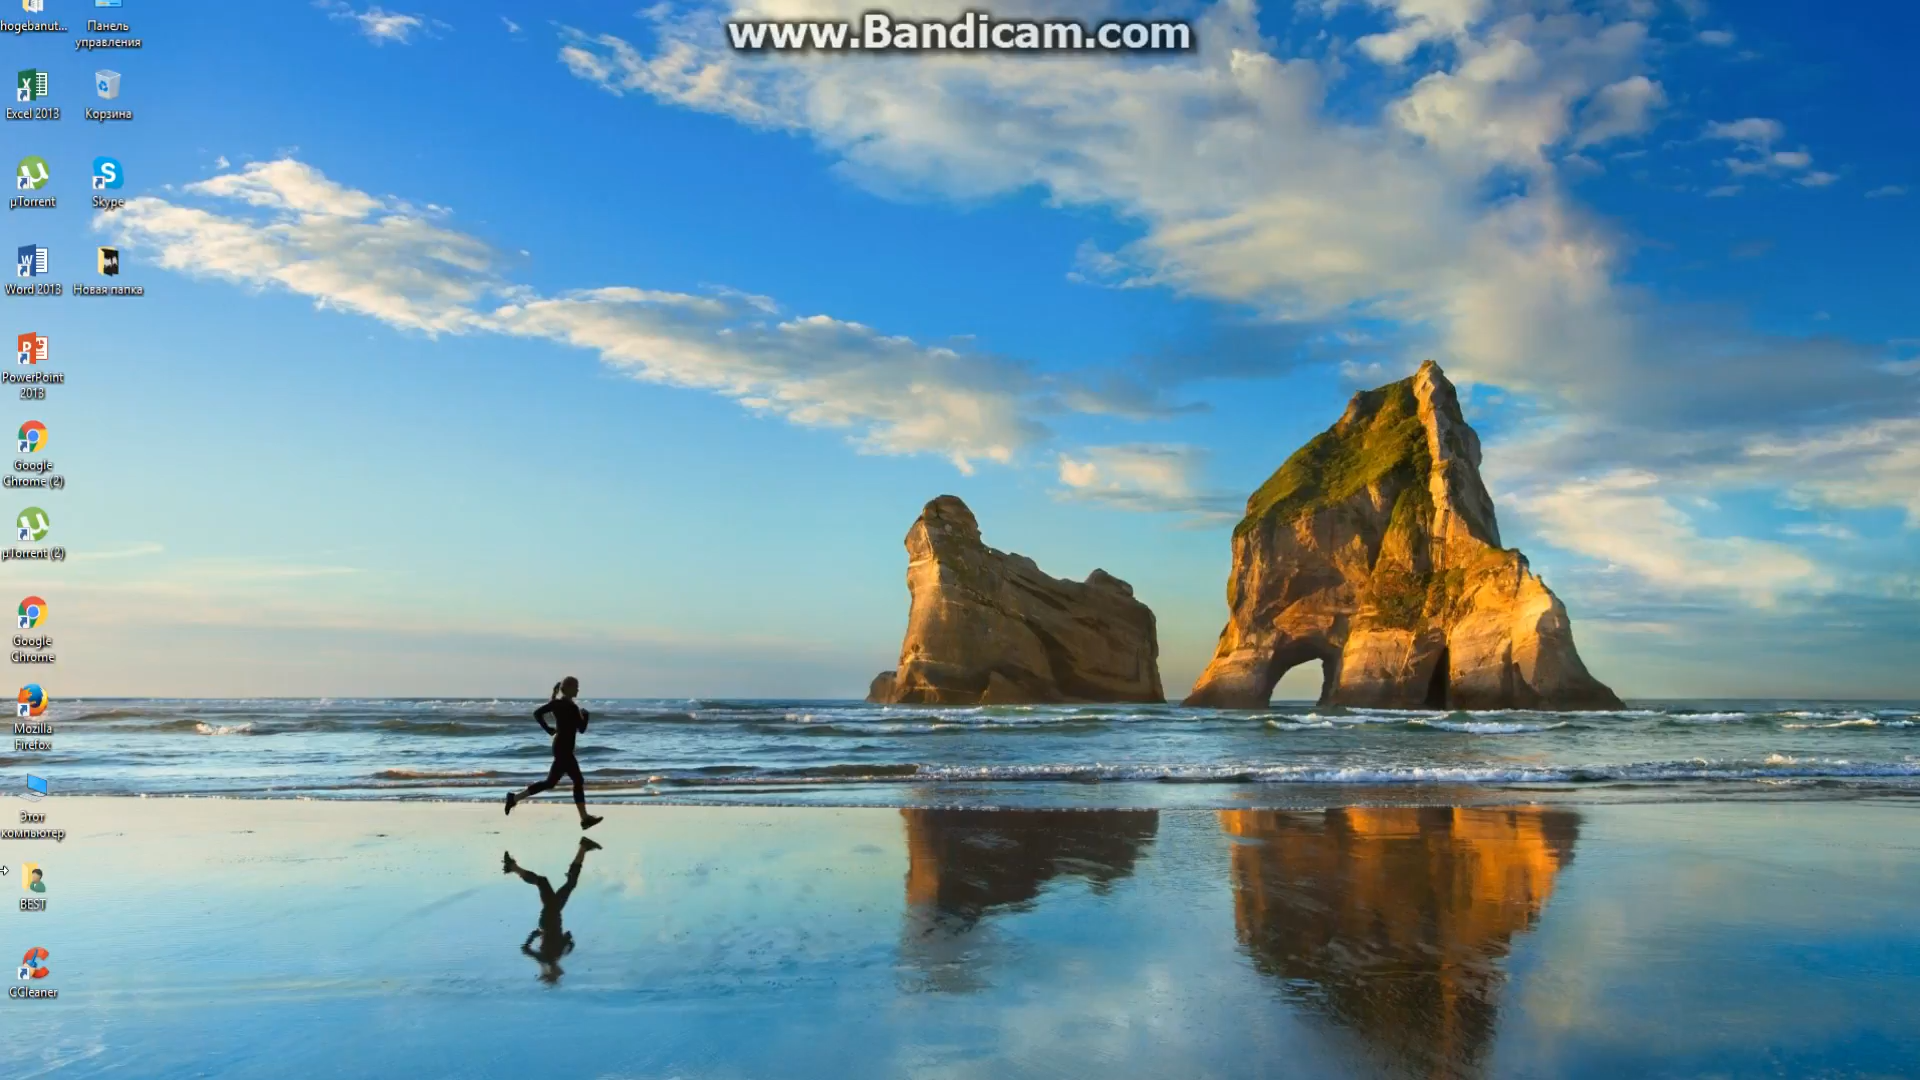 www.Bandicam.com
hogebanut...
Панель
управления
Excel 2013
Корзина
µTorrent
Skype
Word 2013
Новая папка
PowerPoint
2013
Google
Chrome (2)
µTorrent (2)
Google
Chrome
Mozilla
Firefox
Этот
компьютер
BEST
CCleaner